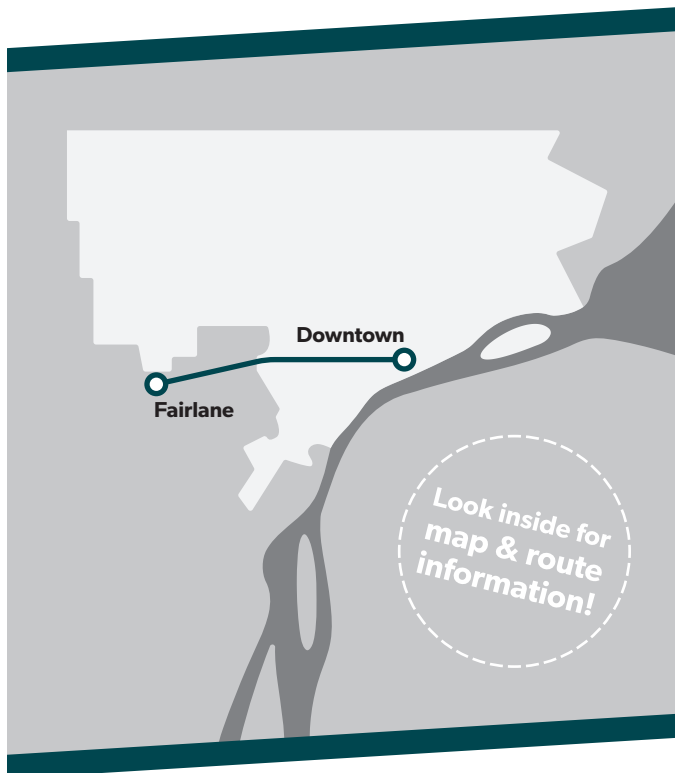 Downtown
Fairlane
Look inside for
map & route
information!